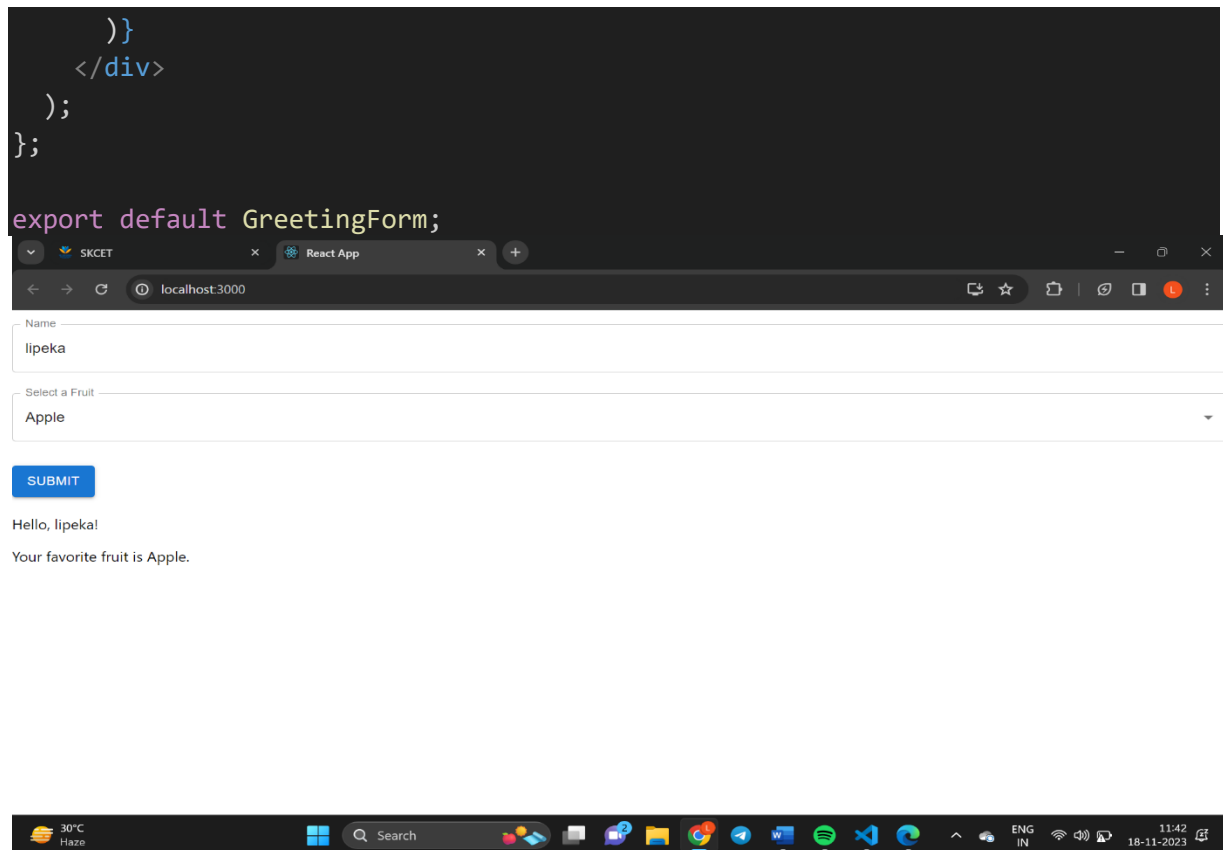 )}
</div>
);
};
export default GreetingForm;
SKCET
React App
localhost:3000
L
Name
lipeka
Select a Fruit
Apple
SUBMIT
Hello, lipeka!
Your favorite fruit is Apple.
30°C
Haze
Search
2
L
W
ENG
IN
11:42
18-11-2023